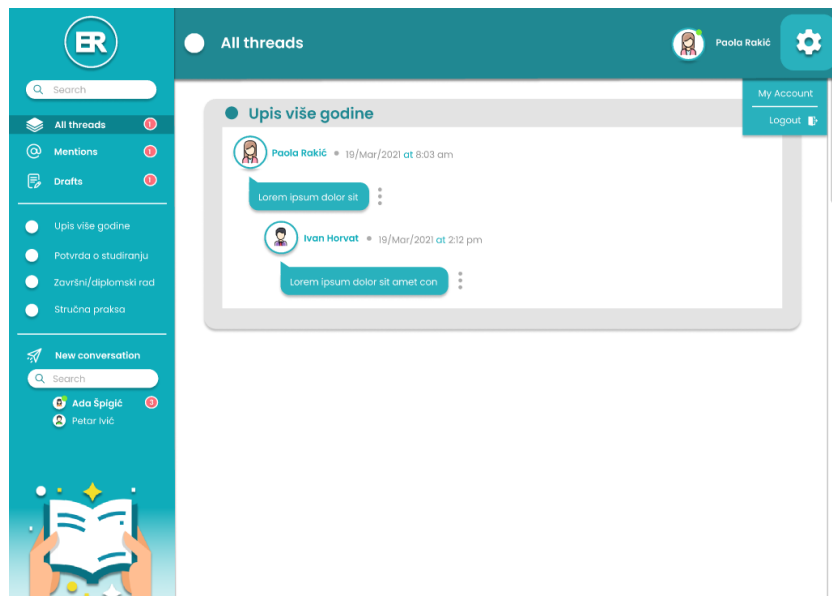 ER
Search
All threads 1
Mentions 1
Drafts 1
Upis više godine
Potvrda o studiranju
Završni/diplomski rad
Stručna praksa
New conversation
Search
Ada Špigić 3
Petar Ivić
All threads
Paola Rakić
My Account
Logout
Upis više godine
Paola Rakić • 19/Mar/2021 at 8:03 am
Lorem ipsum dolor sit
Ivan Horvat • 19/Mar/2021 at 2:12 pm
Lorem ipsum dolor sit amet con